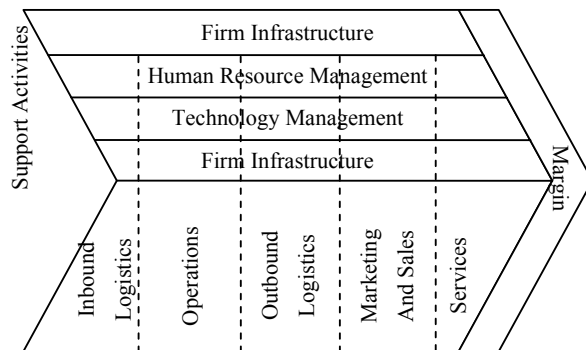 Support Activities
Firm Infrastructure
Human Resource Management
Technology Management
Firm Infrastructure
Margin
Inbound
Logistics
Operations
Outbound
Logistics
Marketing
And Sales
Services